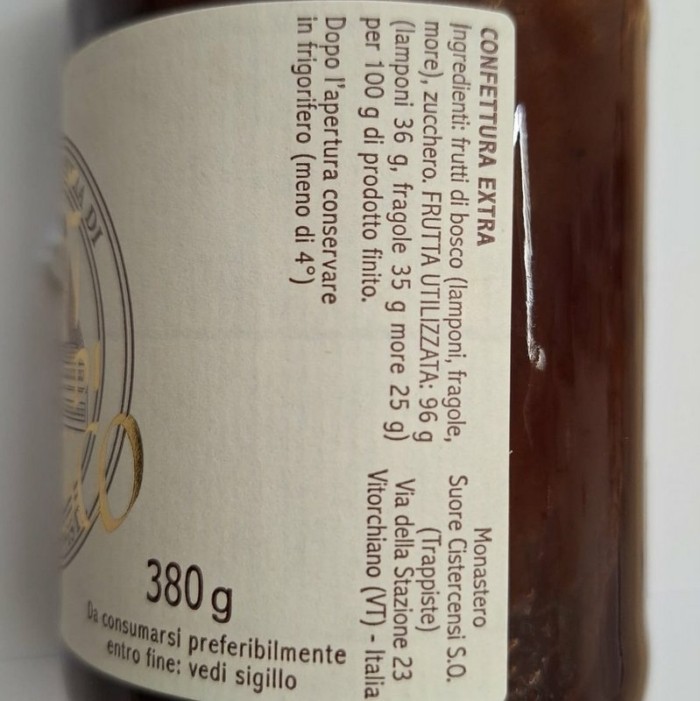 CONFETTURA EXTRA
Ingredienti: frutti di bosco (lamponi, fragole,
more), zucchero. FRUTTA UTILIZZATA: 96 g
(lamponi 36 g, fragole 35 g more 25 g)
per 100 g di prodotto finito.
Dopo l'apertura conservare
in frigorifero (meno di 4°)
Monastero
Suore Cistercensi S.O.
(Trappiste)
Via della Stazione 23
Vitorchiano (VT) - Italia
380 g
Da consumarsi preferibilmente
entro fine: vedi sigillo
DI